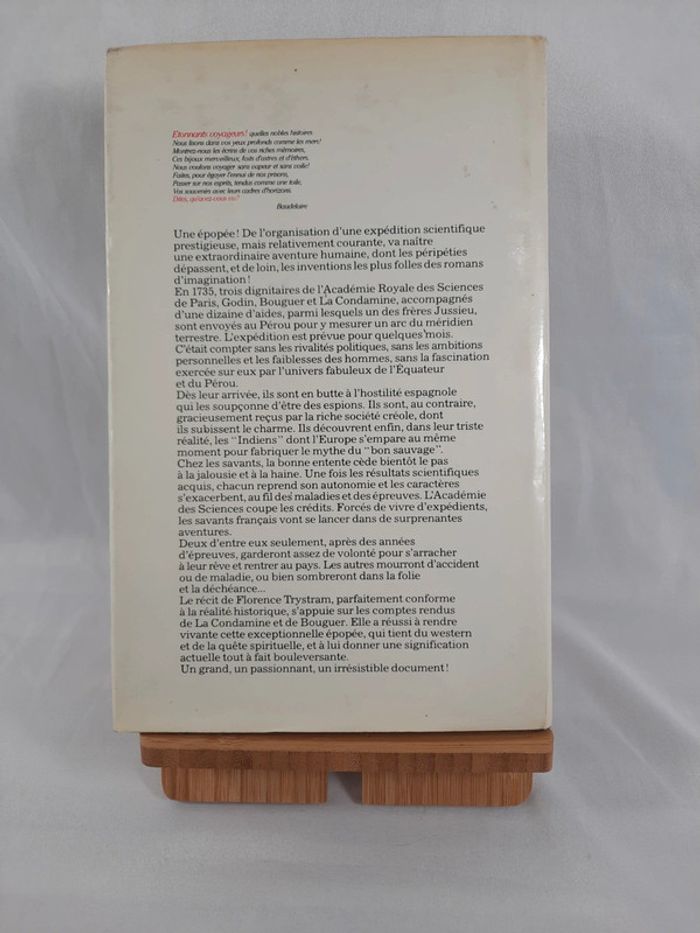 Etonnants voyageurs! quelles nobles histoires
Nous lisons dans vos yeux profonds comme les mers!
Montrez-nous les écrins de vos riches mémoires,
Ces bijoux merveilleux, faits d'astres et d'éthers.
Nous voulons voyager sans vapeur et sans voile!
Faites, pour égayer l'ennui de nos prisons,
Passer sur nos esprits, tendus comme une toile,
Vos souvenirs avec leurs cadres d'horizons.
Dites, qu'avez-vous vu?
Baudelaire
Une épopée! De l'organisation d'une expédition scientifique
prestigieuse, mais relativement courante, va naître
une extraordinaire aventure humaine, dont les péripéties
dépassent, et de loin, les inventions les plus folles des romans
d'imagination!
En 1735, trois dignitaires de l'Académie Royale des Sciences
de Paris, Godin, Bouguer et La Condamine, accompagnés
d'une dizaine d'aides, parmi lesquels un des frères Jussieu,
sont envoyés au Pérou pour y mesurer un arc du méridien
terrestre. L'expédition est prévue pour quelques mois.
C'était compter sans les rivalités politiques, sans les ambitions
personnelles et les faiblesses des hommes, sans la fascination
exercée sur eux par l'univers fabuleux de l'Équateur
et du Pérou.
Dès leur arrivée, ils sont en butte à l'hostilité espagnole
qui les soupçonne d'être des espions. Ils sont, au contraire,
gracieusement reçus par la riche société créole, dont
ils subissent le charme. Ils découvrent enfin, dans leur triste
réalité, les "Indiens" dont l'Europe s'empare au même
moment pour fabriquer le mythe du "bon sauvage".
Chez les savants, la bonne entente cède bientôt le pas
à la jalousie et à la haine. Une fois les résultats scientifiques
acquis, chacun reprend son autonomie et les caractères
s'exacerbent, au fil des maladies et des épreuves. L'Académie
des Sciences coupe les crédits. Forcés de vivre d'expédients,
les savants français vont se lancer dans de surprenantes
aventures.
Deux d'entre eux seulement, après des années
d'épreuves, garderont assez de volonté pour s'arracher
à leur rêve et rentrer au pays. Les autres mourront d'accident
ou de maladie, ou bien sombreront dans la folie
et la déchéance...
Le récit de Florence Trystram, parfaitement conforme
à la réalité historique, s'appuie sur les comptes rendus
de La Condamine et de Bouguer. Elle a réussi à rendre
vivante cette exceptionnelle épopée, qui tient du western
et de la quête spirituelle, et à lui donner une signification
actuelle tout à fait bouleversante.
Un grand, un passionnant, un irrésistible document!